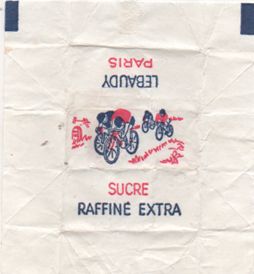 LEBAUDY
PARIS
SUCRE
RAFFINÉ EXTRA